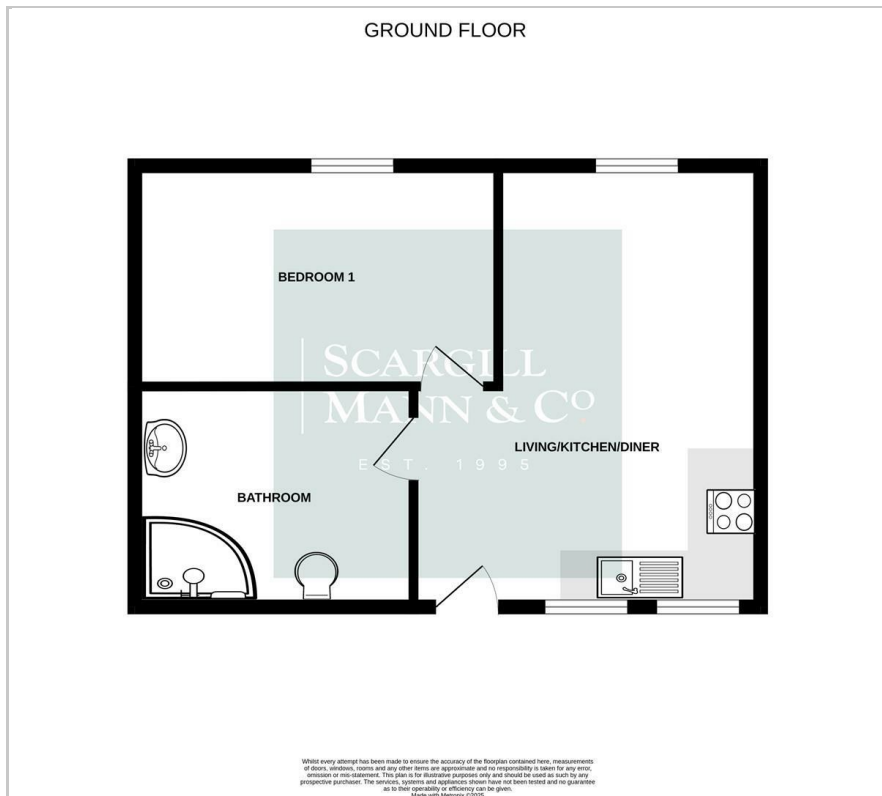 GROUND FLOOR
BEDROOM 1
SCARGILL
MANN & CO.
LIVING/KITCHEN/DINER
EST. 1995
BATHROOM
Whilst every attempt has been made to ensure the accuracy of the floorplan contained here, measurements
of doors, windows, rooms and any other items are approximate and no responsibility is taken for any error,
omission or mis-statement. This plan is for illustrative purposes only and should be used as such by any
prospective purchaser. The services, systems and appliances shown have not been tested and no guarantee
as to their operability or efficiency can be given.
Made with Metropix ©2025